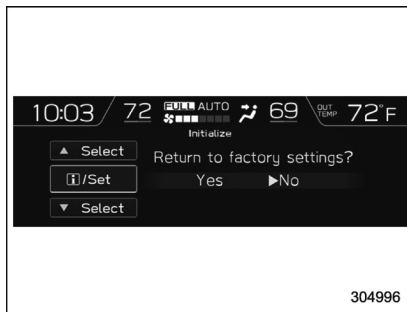 10:03 72 FULL AUTO 69 OUT TEMP 72°F
Initialize
▲ Select
Return to factory settings?
i/Set
Yes ▶No
▼ Select
304996